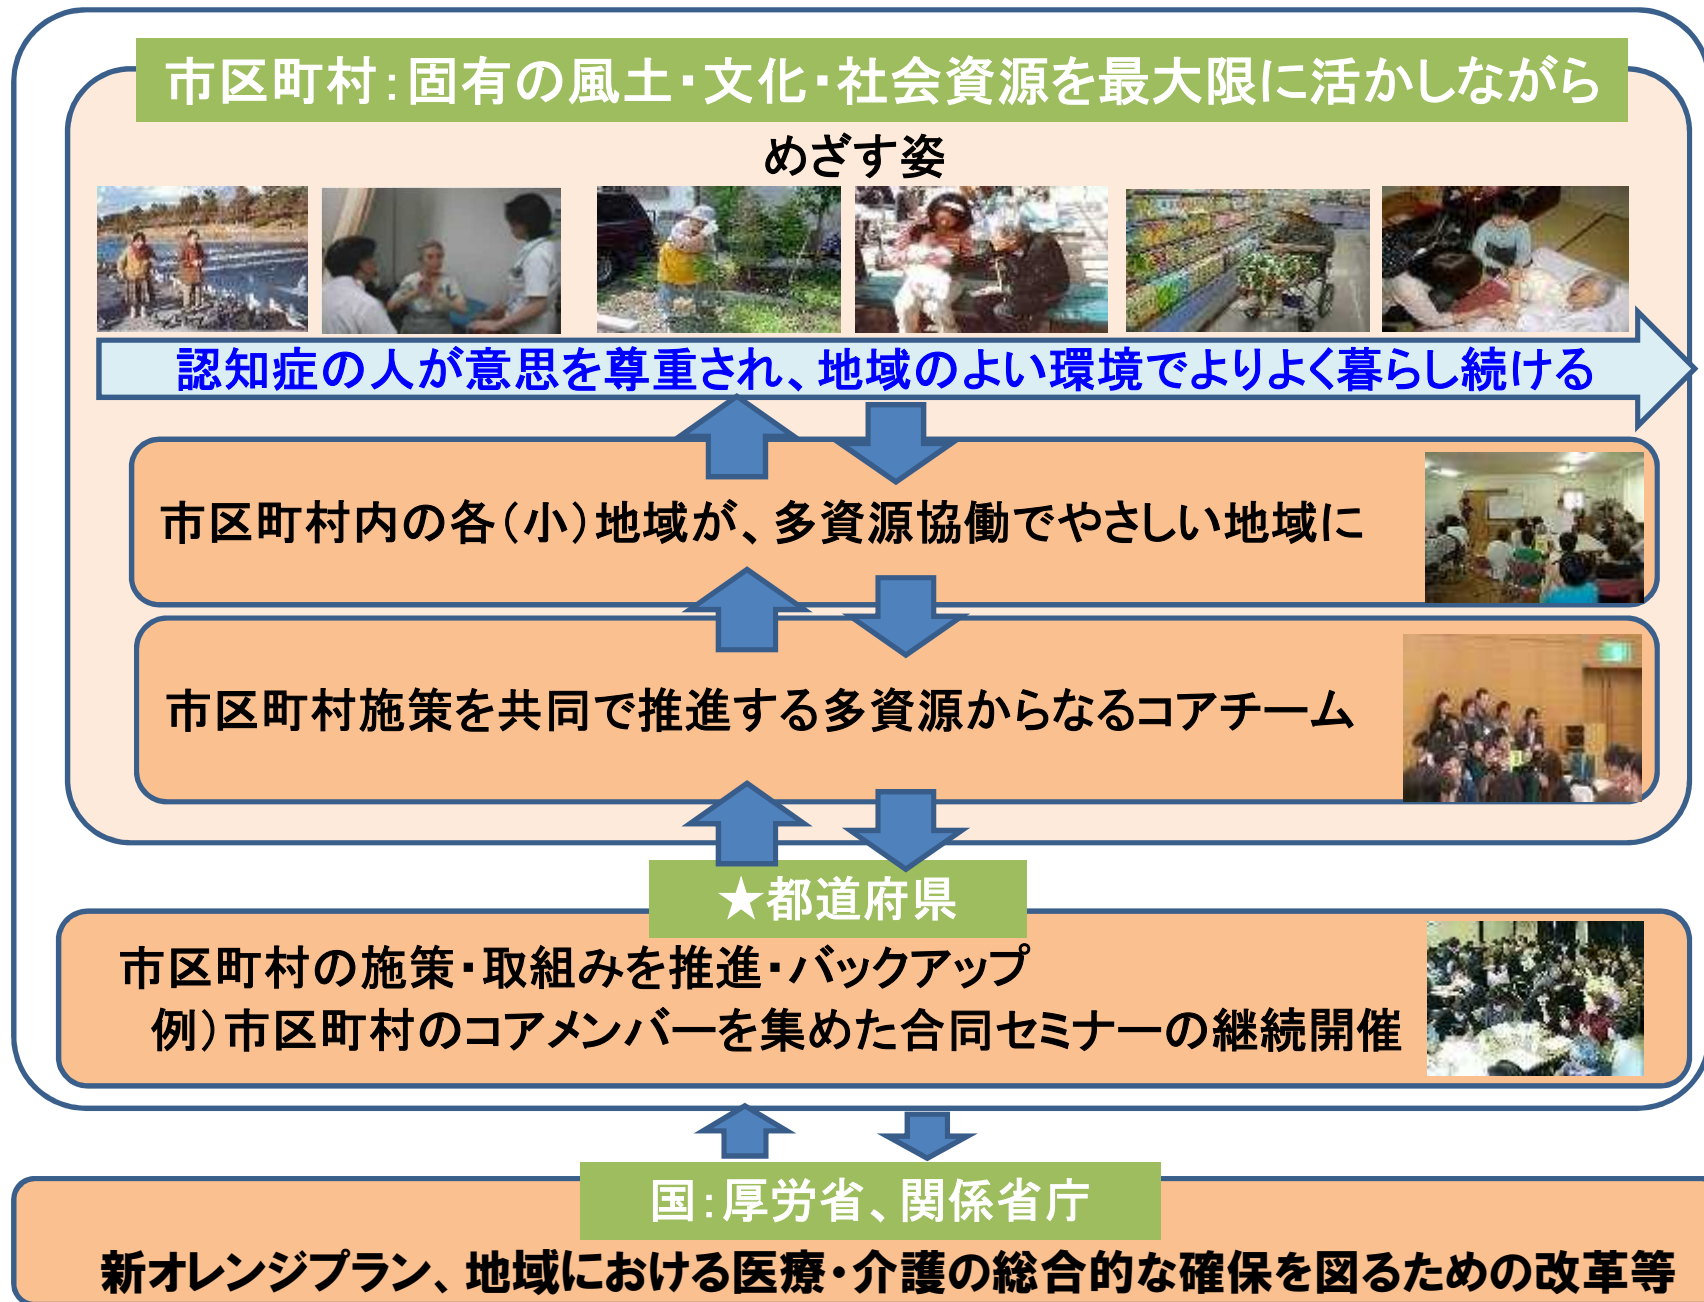 市区町村：固有の風土・文化・社会資源を最大限に活かしながら
めざす姿
認知症の人が意思を尊重され、地域のよい環境でよりよく暮らし続ける
市区町村内の各（小）地域が、多資源協働でやさしい地域に
市区町村施策を共同で推進する多資源からなるコアチーム
★都道府県
市区町村の施策・取組みを推進・バックアップ
例）市区町村のコアメンバーを集めた合同セミナーの継続開催
国：厚労省、関係省庁
新オレンジプラン、地域における医療・介護の総合的な確保を図るための改革等